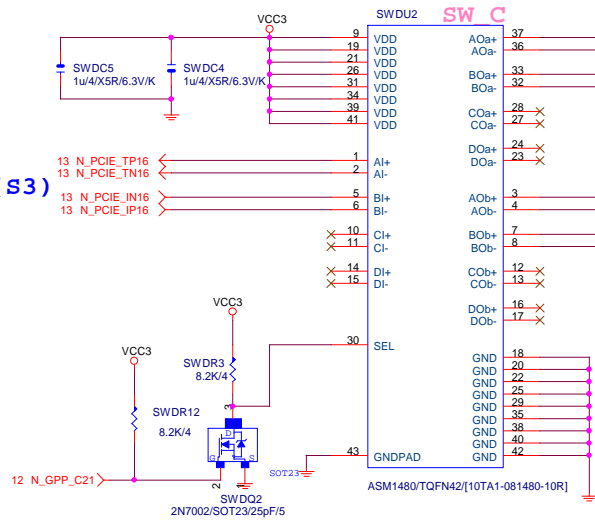 SWDU2
SW_C
VCC3
SWDC5
1u/4/X5R/6.3V/K
SWDC4
1u/4/X5R/6.3V/K
9 VDD
19 VDD
21 VDD
26 VDD
31 VDD
34 VDD
39 VDD
41 VDD
AOa+ 37
AOa- 36
BOa+ 33
BOa- 32
COa+ 28
COa- 27
DOa+ 24
DOa- 23
13 N_PCIE_TP16 1 AI+
13 N_PCIE_TN16 2 AI-
S3)
13 N_PCIE_IN16 5 BI+
13 N_PCIE_IP16 6 BI-
AOb+ 3
AOb- 4
BOb+ 7
BOb- 8
10 CI+
11 CI-
14 DI+
15 DI-
COb+ 12
COb- 13
DOb+ 16
DOb- 17
VCC3
VCC3
SWDR3
8.2K/4
30 SEL
SWDR12
8.2K/4
GND 18
GND 20
GND 22
GND 25
GND 29
GND 35
GND 38
GND 40
GND 42
3
D
G
S
2
1
SOT23
43 GNDPAD
12 N_GPP_C21
SWDQ2
2N7002/SOT23/25pF/5
ASM1480/TQFN42/[10TA1-081480-10R]